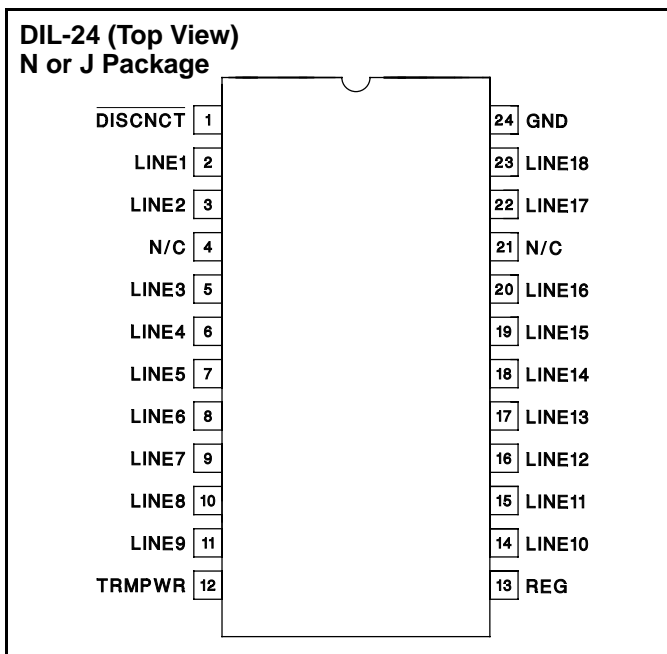 DIL-24 (Top View)
N or J Package
DISCNCT 1 24 GND
LINE1 2 23 LINE18
LINE2 3 22 LINE17
N/C 4 21 N/C
LINE3 5 20 LINE16
LINE4 6 19 LINE15
LINE5 7 18 LINE14
LINE6 8 17 LINE13
LINE7 9 16 LINE12
LINE8 10 15 LINE11
LINE9 11 14 LINE10
TRMPWR 12 13 REG